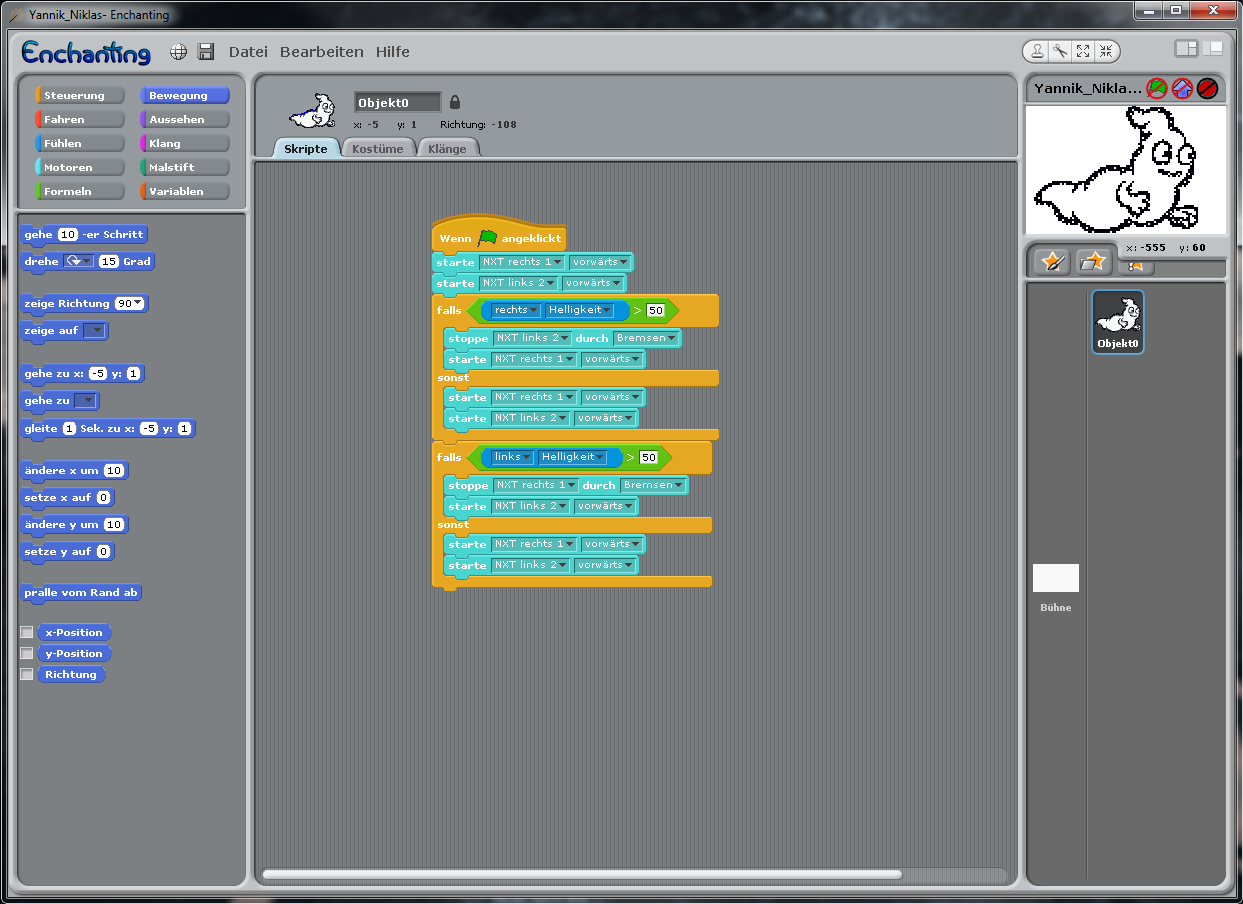 Yannik_Niklas- Enchanting
Enchanting Datei Bearbeiten Hilfe
Steuerung Bewegung
Fahren Aussehen
Fühlen Klang
Motoren Malstift
Formeln Variablen
gehe 10 -er Schritt
drehe 15 Grad
zeige Richtung 90
zeige auf
gehe zu x: -5 y: 1
gehe zu
gleite 1 Sek. zu x: -5 y: 1
ändere x um 10
setze x auf 0
ändere y um 10
setze y auf 0
pralle vom Rand ab
x-Position
y-Position
Richtung
Objekt0
x: -5 y: 1 Richtung: -108
Skripte Kostüme Klänge
Wenn angeklickt
starte NXT rechts 1 vorwärts
starte NXT links 2 vorwärts
falls rechts Helligkeit > 50
stoppe NXT links 2 durch Bremsen
starte NXT rechts 1 vorwärts
sonst
starte NXT rechts 1 vorwärts
starte NXT links 2 vorwärts
falls links Helligkeit > 50
stoppe NXT rechts 1 durch Bremsen
starte NXT links 2 vorwärts
sonst
starte NXT rechts 1 vorwärts
starte NXT links 2 vorwärts
Yannik_Nikla...
x: -555 y: 60
Objekt0
Bühne